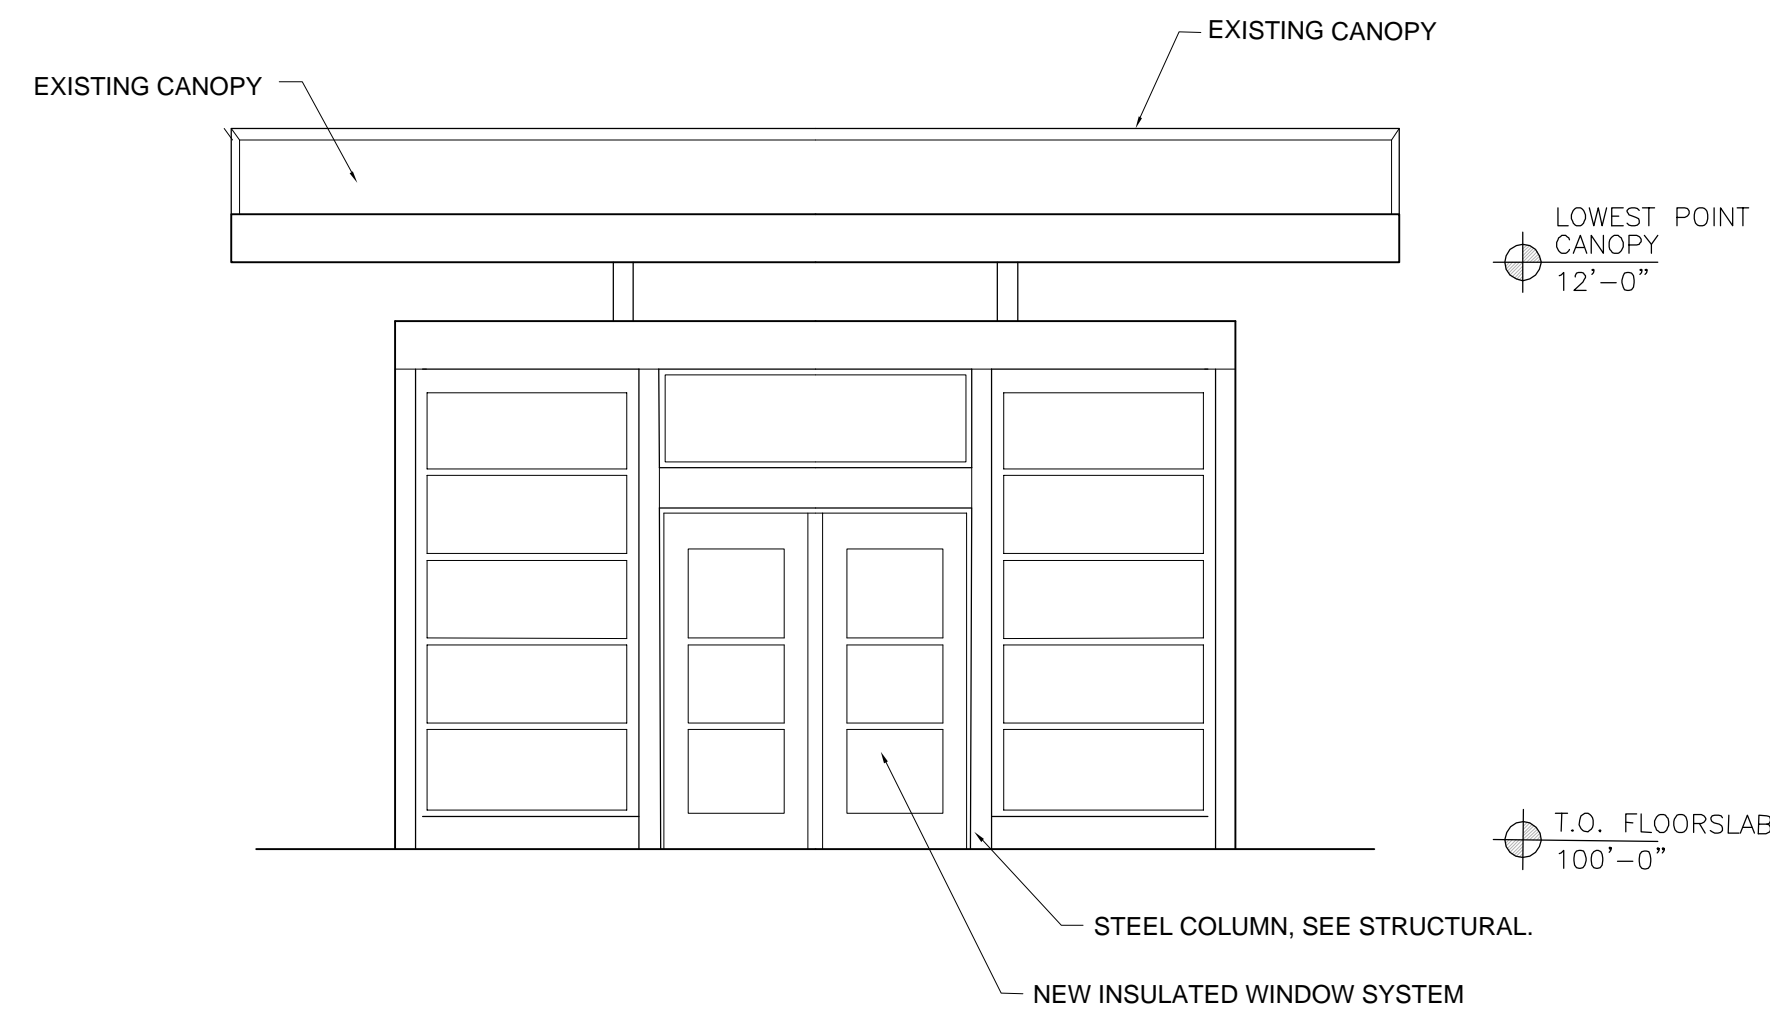 EXISTING CANOPY
EXISTING CANOPY
LOWEST POINT
CANOPY
12'-0"
T.O. FLOORSLAB
100'-0"
STEEL COLUMN, SEE STRUCTURAL.
NEW INSULATED WINDOW SYSTEM